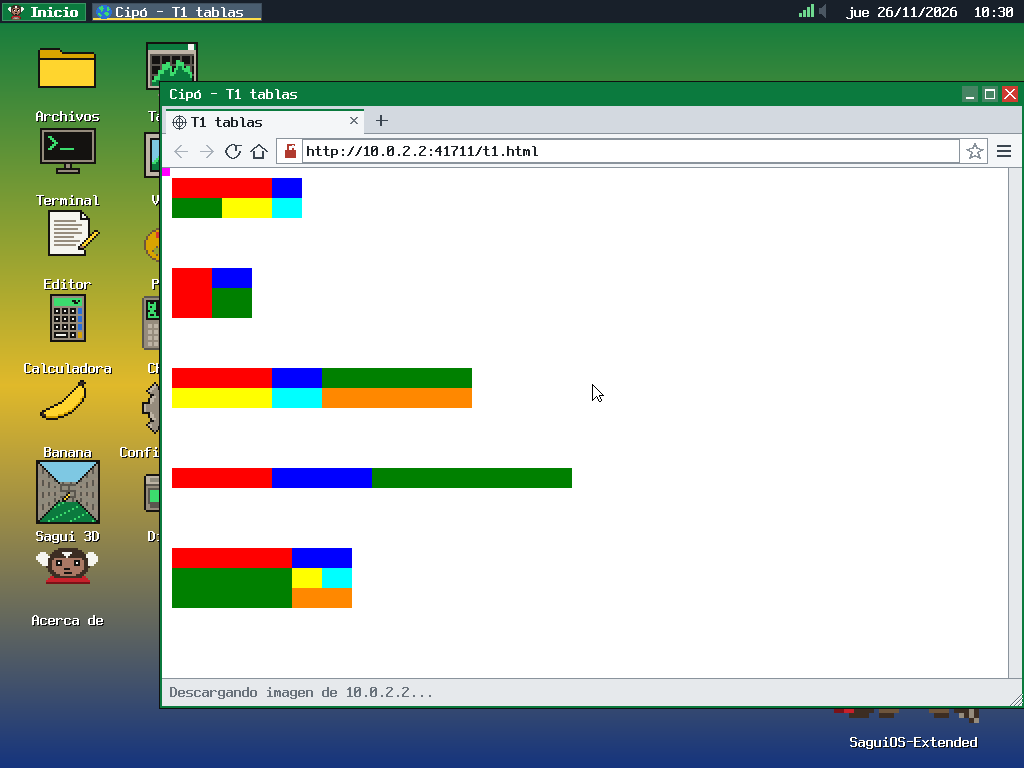 Inicio
Cipó - T1 tablas
jue 26/11/2026 10:30
Archivos
Terminal
Editor
Calculadora
Banana
Sagui 3D
Acerca de
Cipó - T1 tablas
T1 tablas
http://10.0.2.2:41711/t1.html
Descargando imagen de 10.0.2.2...
SaguiOS-Extended